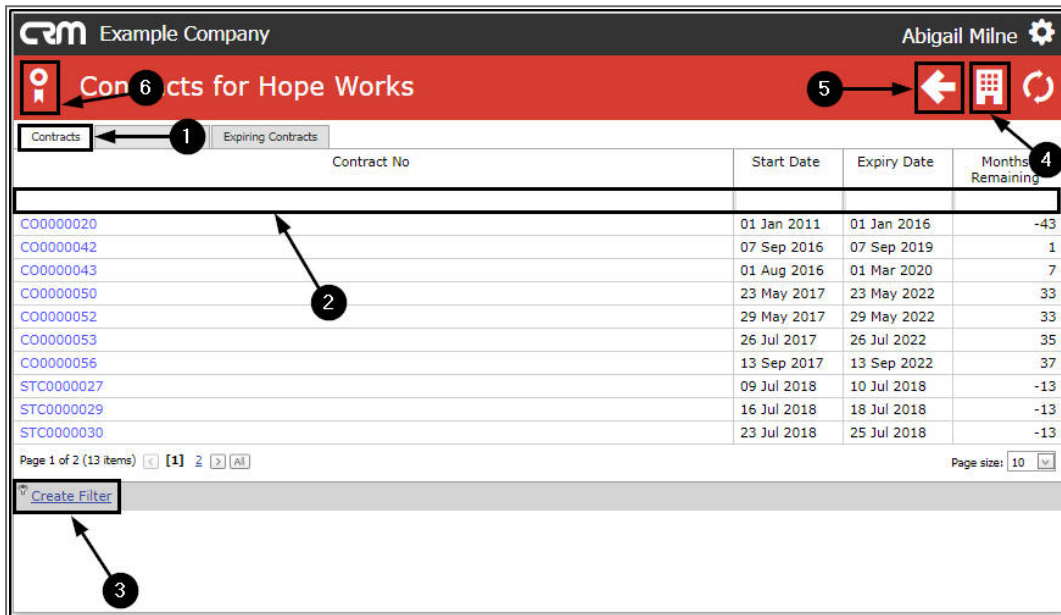 CRM Example Company Abigail Milne
6 Con cts for Hope Works 5
Contracts 1 Expiring Contracts
Contract No Start Date Expiry Date Months 4
Remaining
CO0000020 01 Jan 2011 01 Jan 2016 -43
CO0000042 07 Sep 2016 07 Sep 2019 1
CO0000043 01 Aug 2016 01 Mar 2020 7
CO0000050 23 May 2017 23 May 2022 33
2
CO0000052 29 May 2017 29 May 2022 33
CO0000053 26 Jul 2017 26 Jul 2022 35
CO0000056 13 Sep 2017 13 Sep 2022 37
STC0000027 09 Jul 2018 10 Jul 2018 -13
STC0000029 16 Jul 2018 18 Jul 2018 -13
STC0000030 23 Jul 2018 25 Jul 2018 -13
Page 1 of 2 (13 items) < [1] 2 > All Page size: 10
Create Filter
3